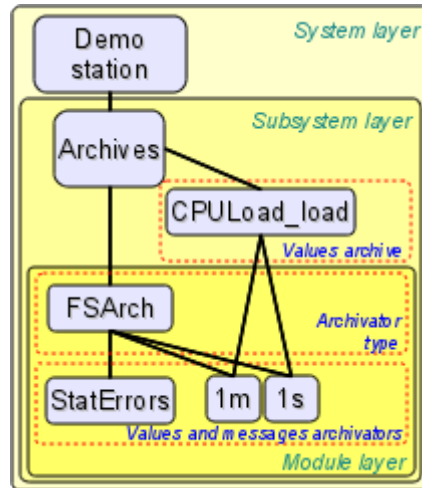 System layer
Demo
station
Subsystem layer
Archives
CPULoad_load
Values archive
FSArch
Archivator
type
StatErrors
1m
1s
Values and messages archivators
Module layer